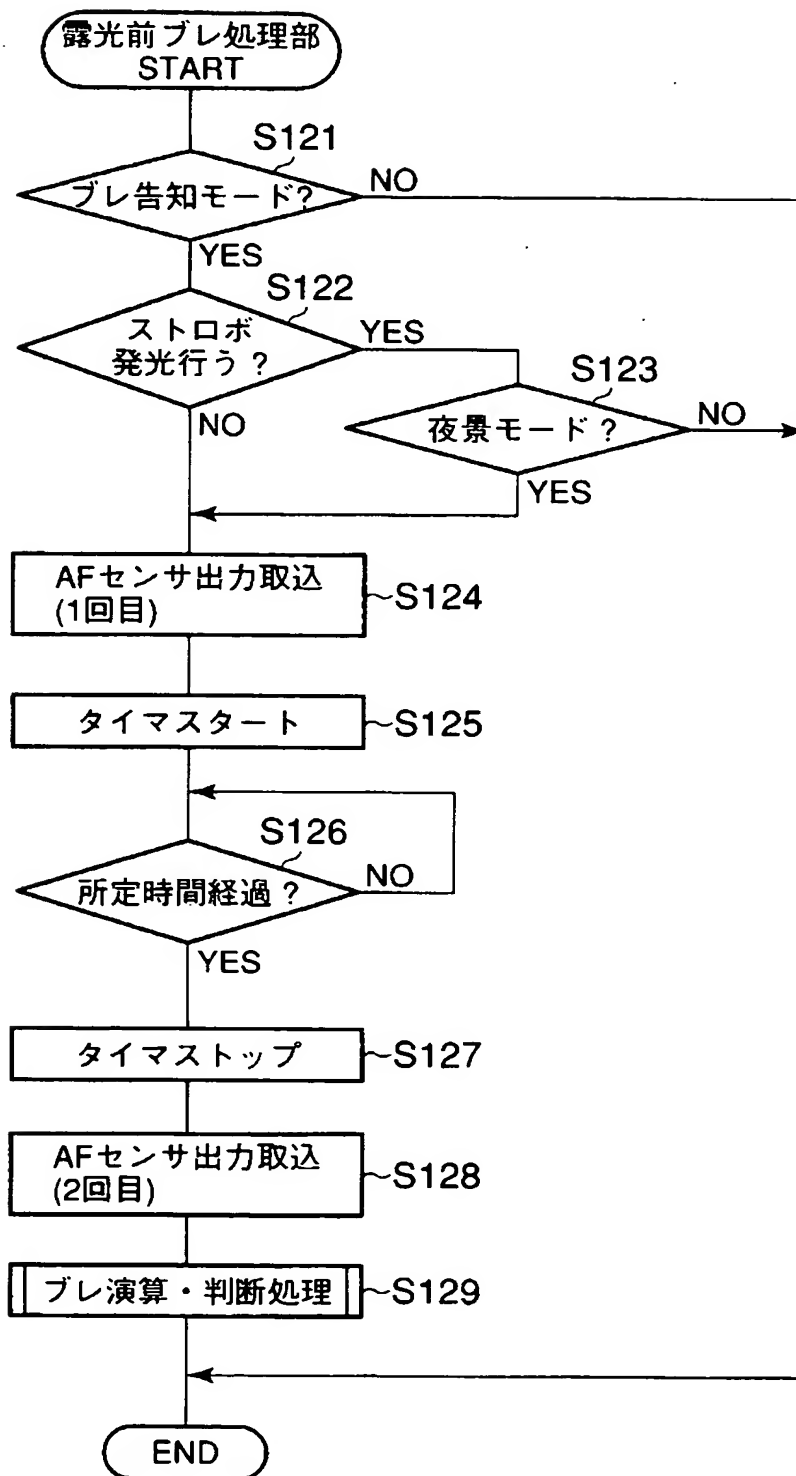 露光前ブレ処理部
START
S121
ブレ告知モード?
NO
YES
S122
ストロボ
発光行う?
YES
S123
NO
夜景モード?
NO
YES
AFセンサ出力取込
(1回目)
S124
タイマスタート
S125
S126
所定時間経過?
NO
YES
タイマストップ
S127
AFセンサ出力取込
(2回目)
S128
ブレ演算・判断処理
S129
END